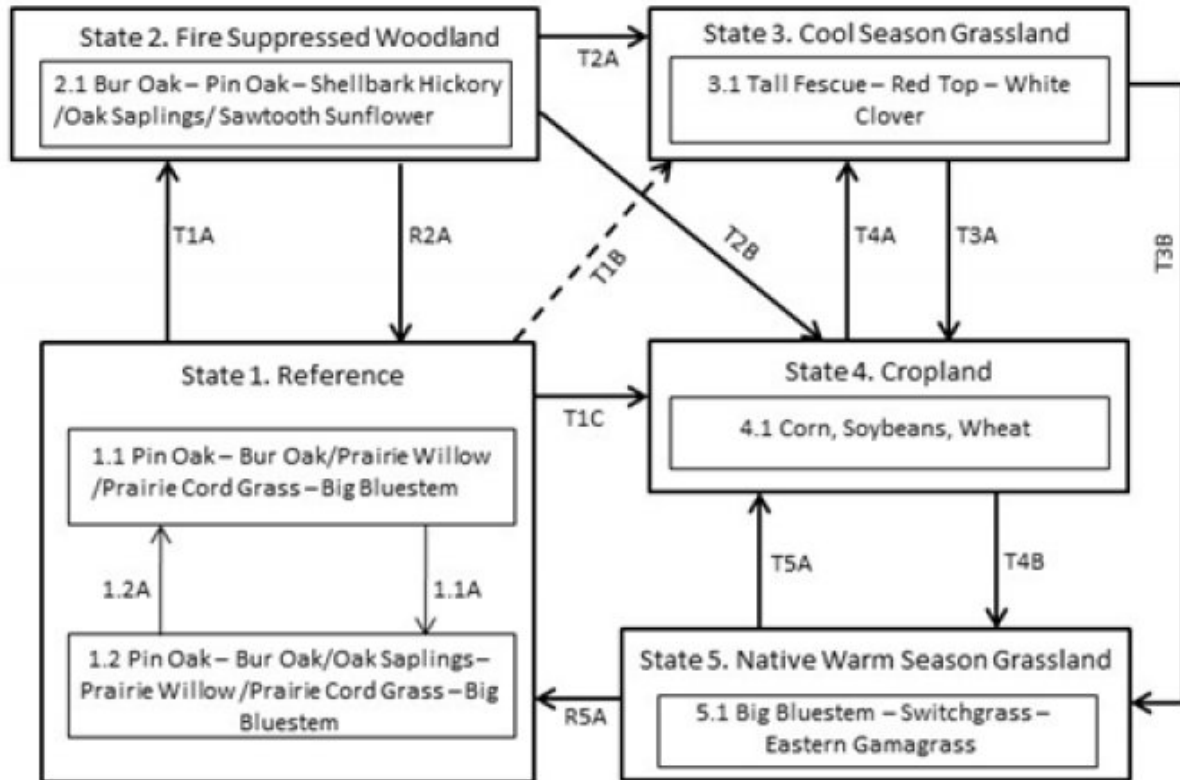 State 2. Fire Suppressed Woodland
2.1 Bur Oak – Pin Oak – Shellbark Hickory
/Oak Saplings/ Sawtooth Sunflower
T2A
State 3. Cool Season Grassland
3.1 Tall Fescue – Red Top – White
Clover
T1A
R2A
T1B
T2B
T4A
T3A
T3B
State 1. Reference
1.1 Pin Oak – Bur Oak/Prairie Willow
/Prairie Cord Grass – Big Bluestem
1.2A
1.1A
1.2 Pin Oak – Bur Oak/Oak Saplings –
Prairie Willow /Prairie Cord Grass – Big
Bluestem
T1C
State 4. Cropland
4.1 Corn, Soybeans, Wheat
T5A
T4B
R5A
State 5. Native Warm Season Grassland
5.1 Big Bluestem – Switchgrass –
Eastern Gamagrass